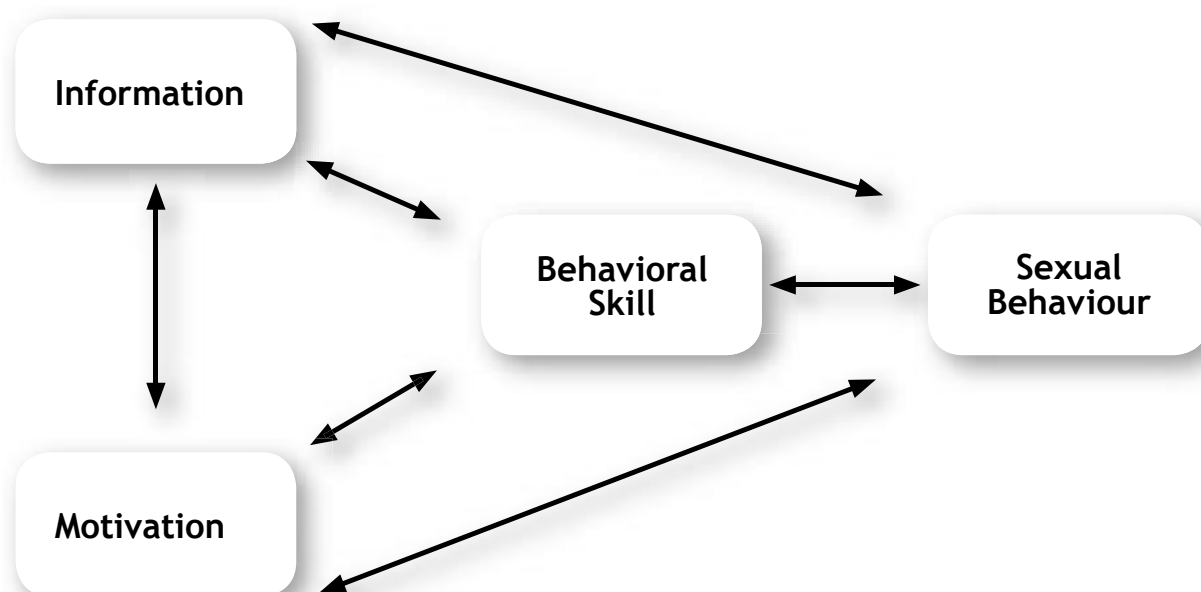 Information
Behavioral
Skill
Sexual
Behaviour
Motivation